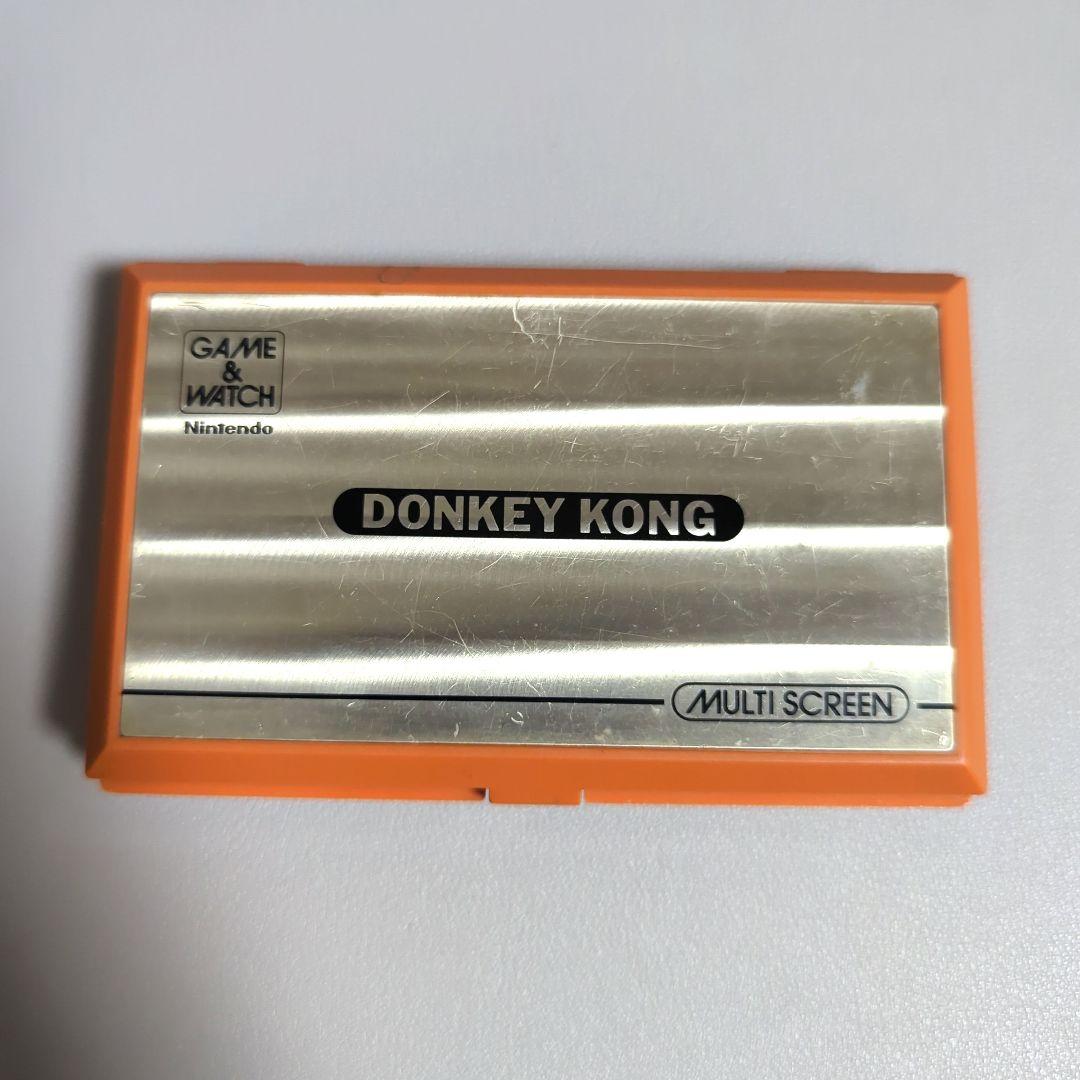 GAME
&
WATCH
Nintendo
DONKEY KONG
MULTI SCREEN